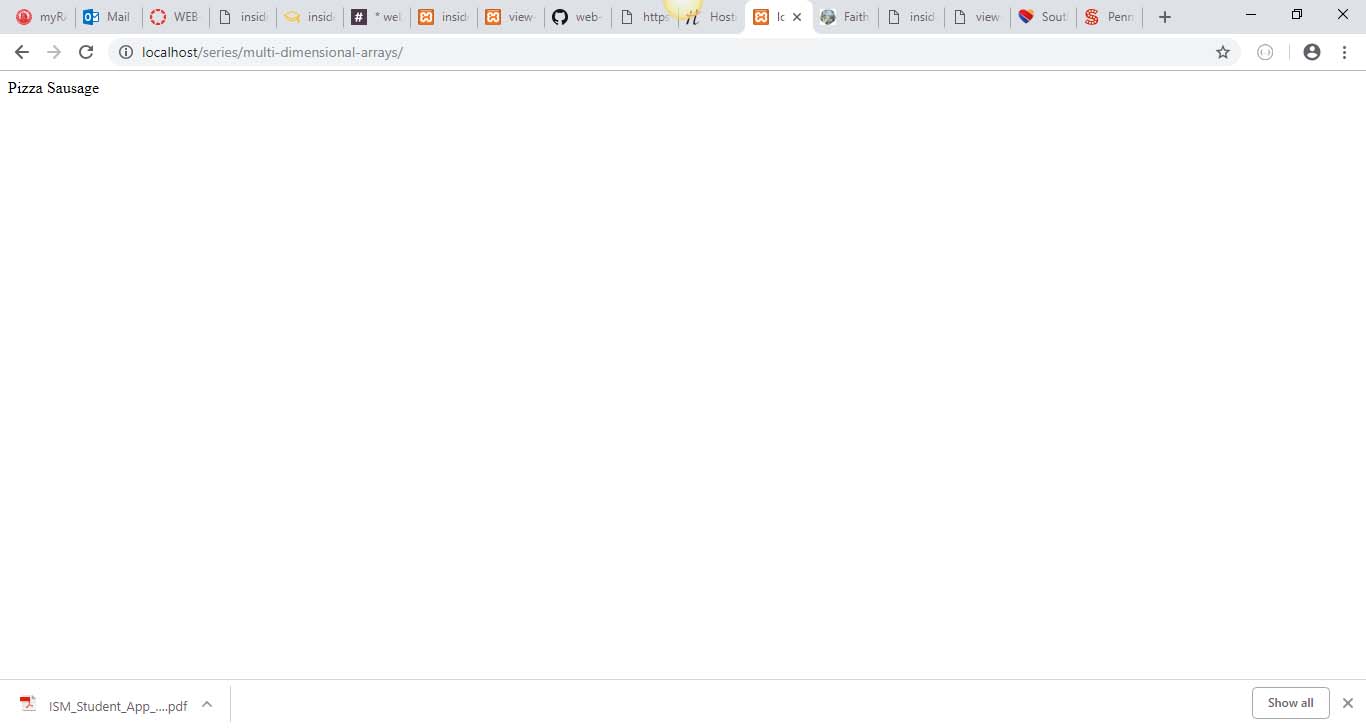 myR Mail WEB insid insid * wel insid view- web- https Host lc Faith insid view Sout Penn
localhost/series/multi-dimensional-arrays/
Pizza Sausage
ISM_Student_App_....pdf Show all